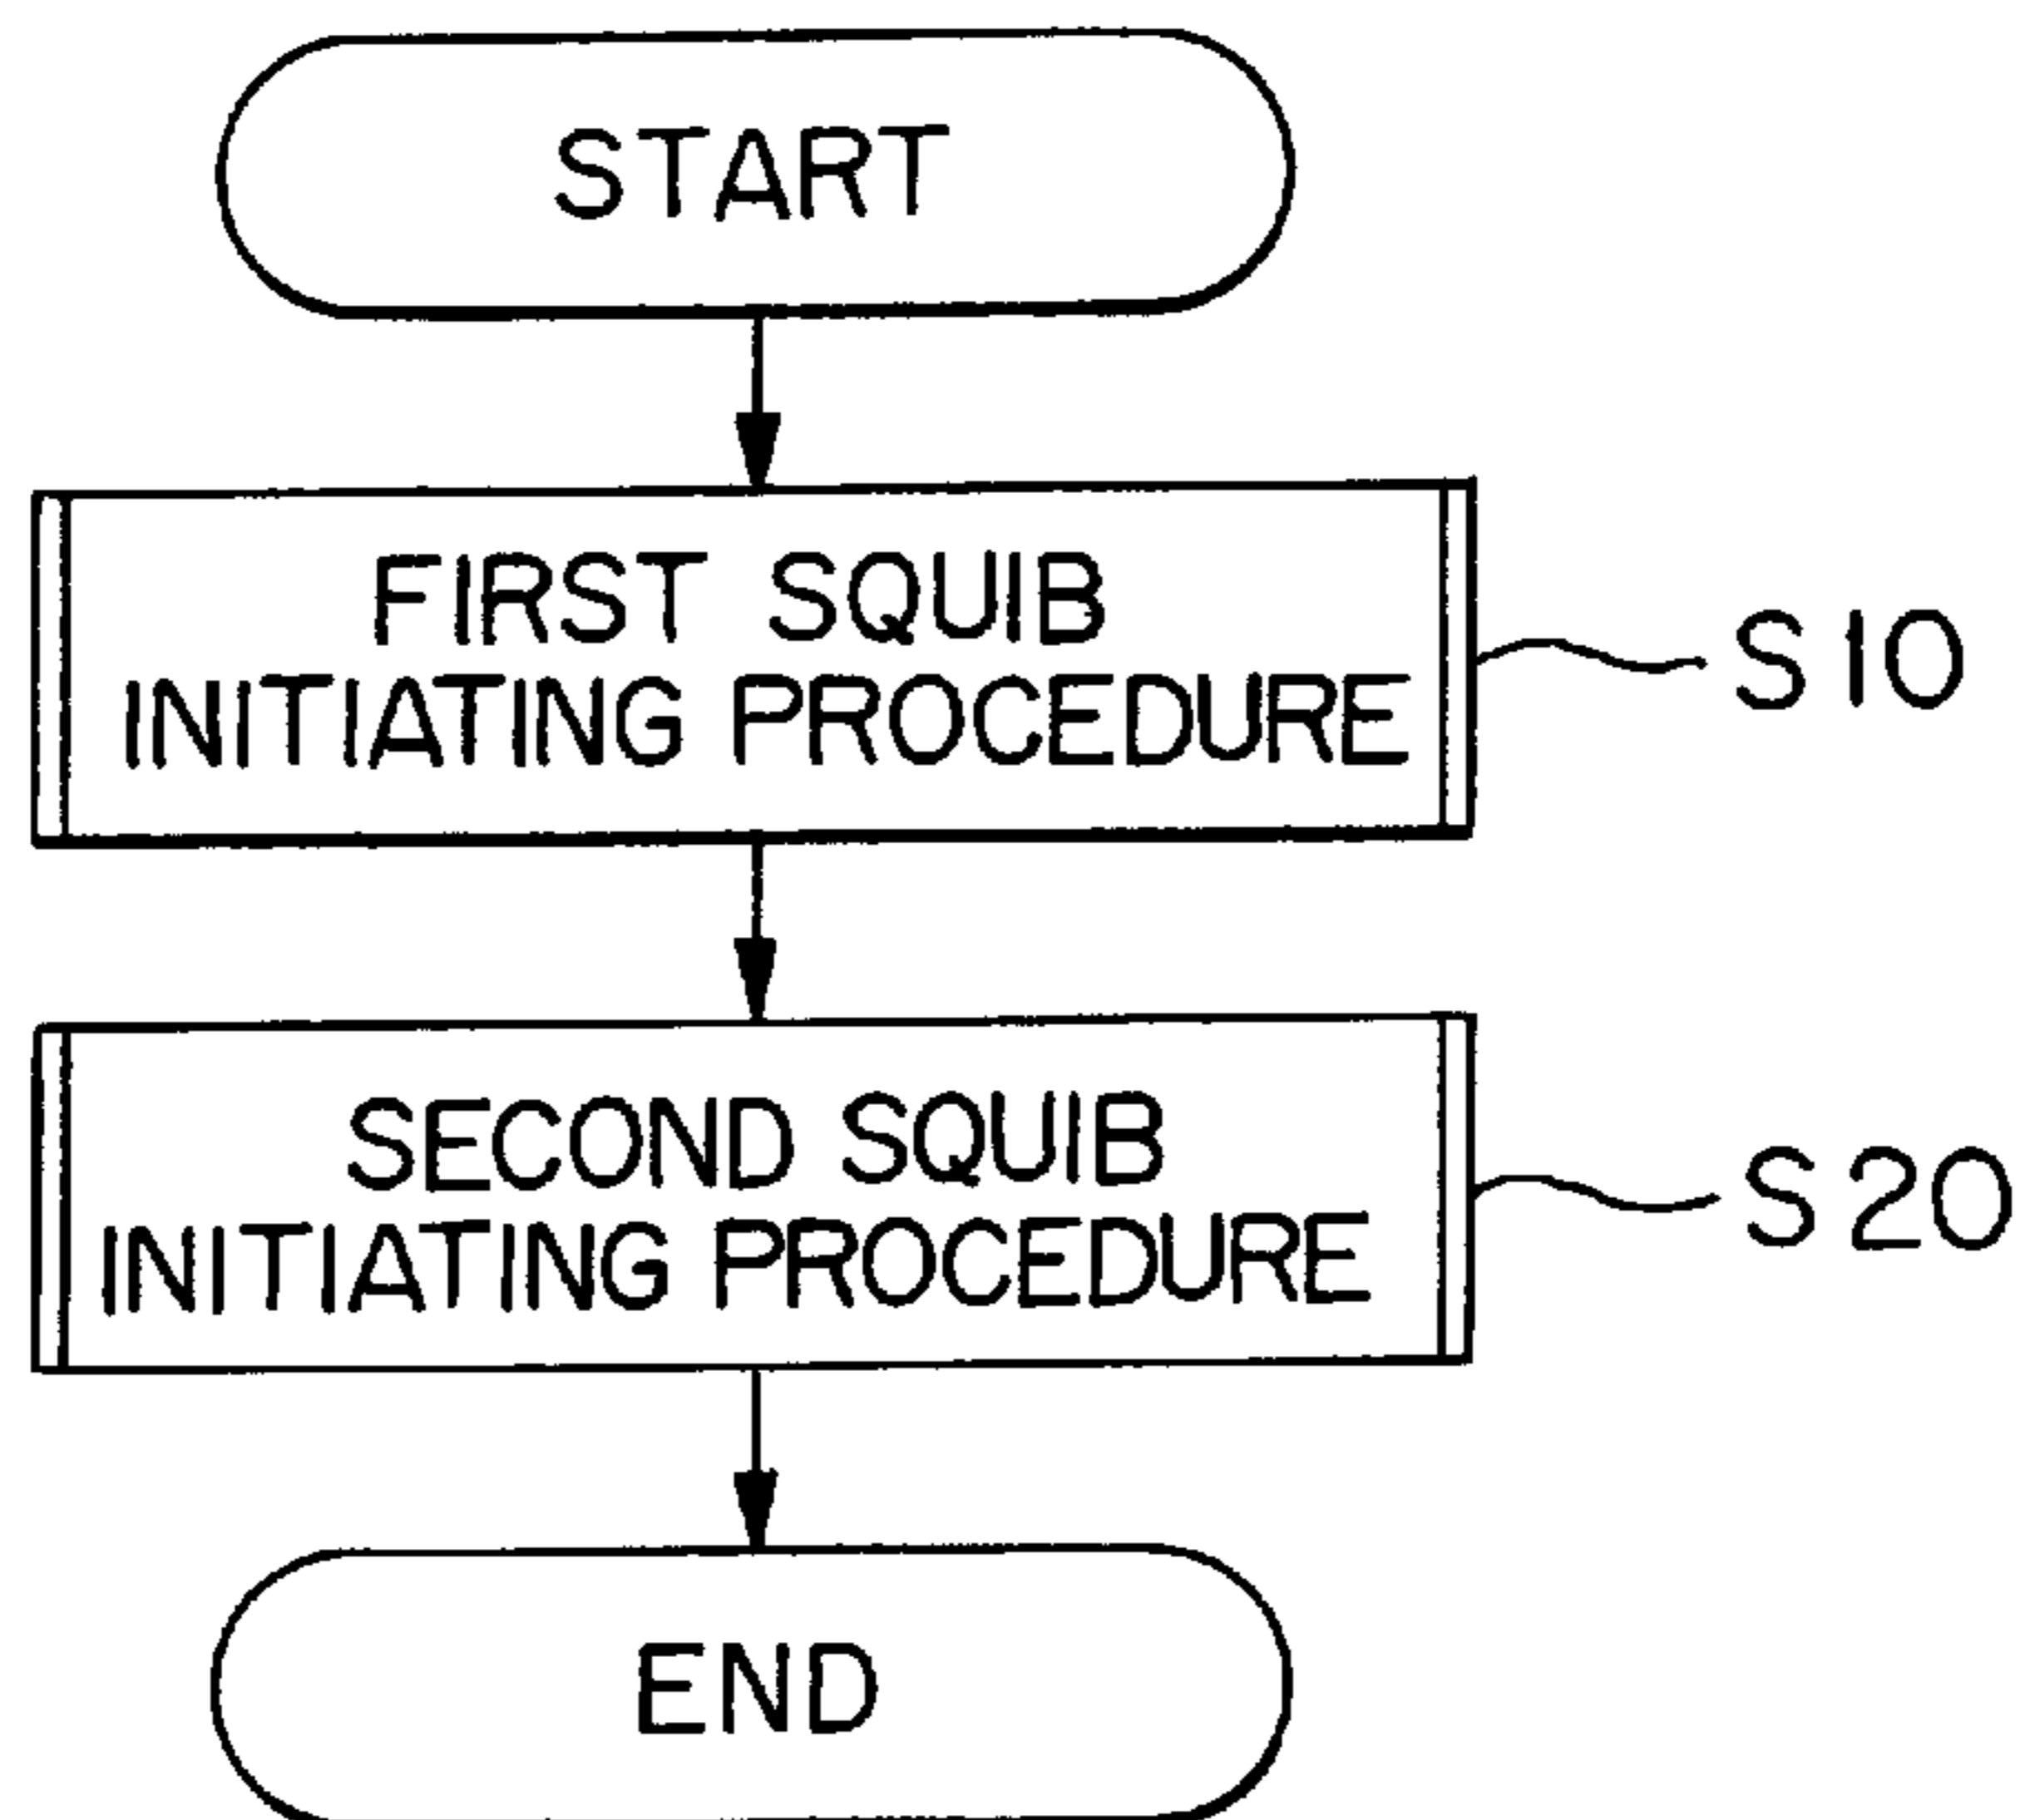 START
FIRST SQUIB
INITIATING PROCEDURE
S10
SECOND SQUIB
INITIATING PROCEDURE
S20
END